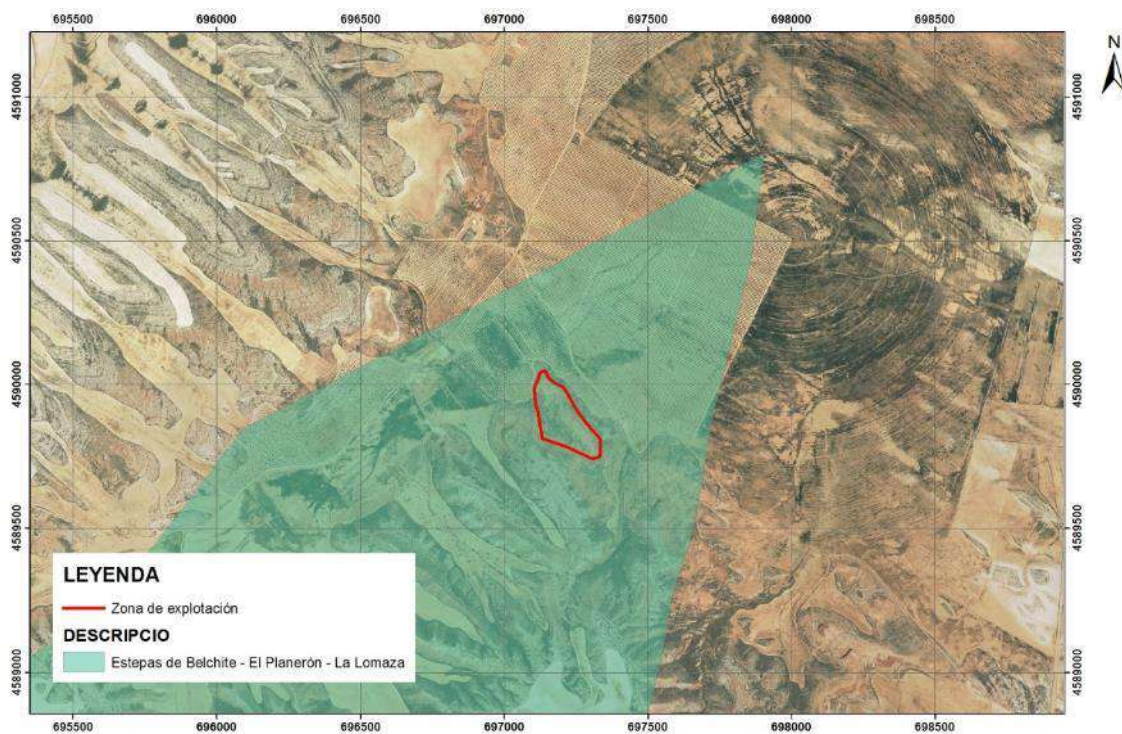 695500 696000 696500 697000 697500 698000 698500
N
4591000 4591000
4590500 4590500
4590000 4590000
4589500 4589500
LEYENDA
Zona de explotación
DESCRIPCIO
Estepas de Belchite - El Planerón - La Lomaza
4589000 4589000
695500 696000 696500 697000 697500 698000 698500